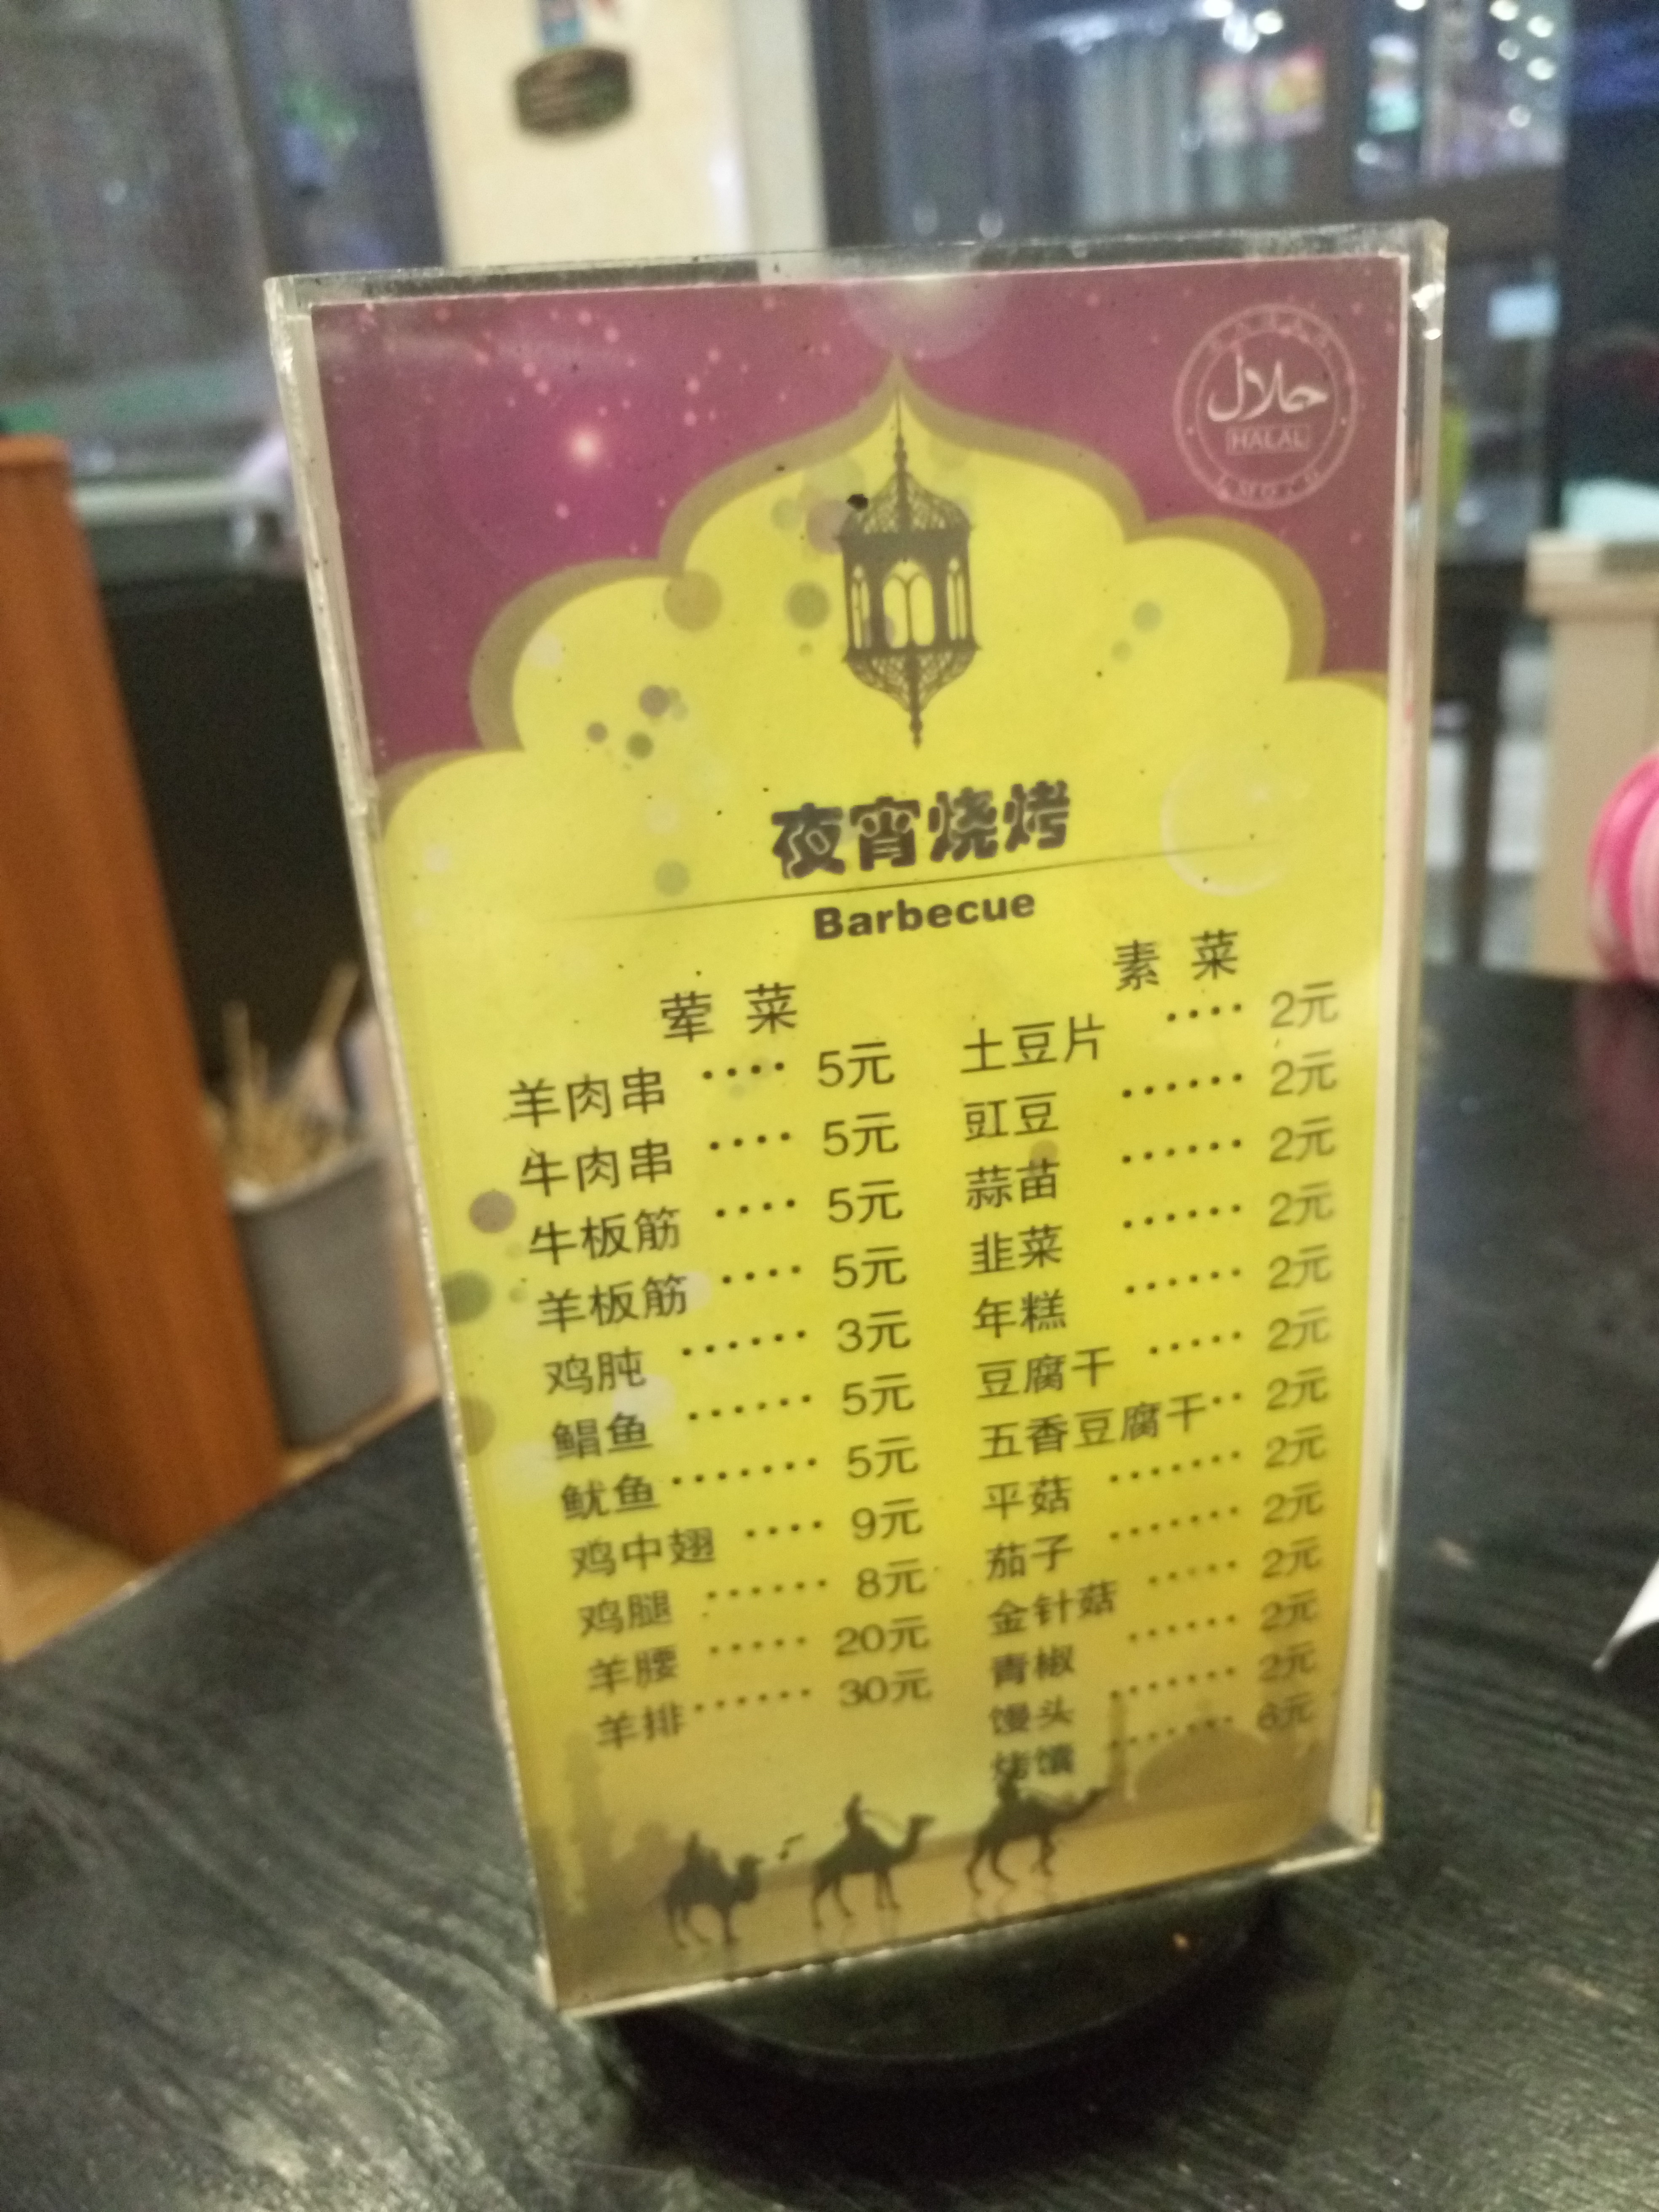 حلال
HALAL
夜宵烧烤
Barbecue
荤 菜
羊肉串 ···· 5元
牛肉串 ···· 5元
牛板筋 ···· 5元
羊板筋 ···· 5元
鸡肫 ······ 3元
鲳鱼 ······ 5元
鱿鱼 ······· 5元
鸡中翅 ···· 9元
鸡腿 ······ 8元
羊腰 ····· 20元
羊排 ······ 30元
素 菜
土豆片 ···· 2元
豇豆 ······ 2元
蒜苗 ······ 2元
韭菜 ······ 2元
年糕 ······ 2元
豆腐干 ····· 2元
五香豆腐干 ·· 2元
平菇 ······· 2元
茄子 ······· 2元
金针菇 ····· 2元
青椒 ······ 2元
馒头 ······· 2元
烤馕 ······· 6元